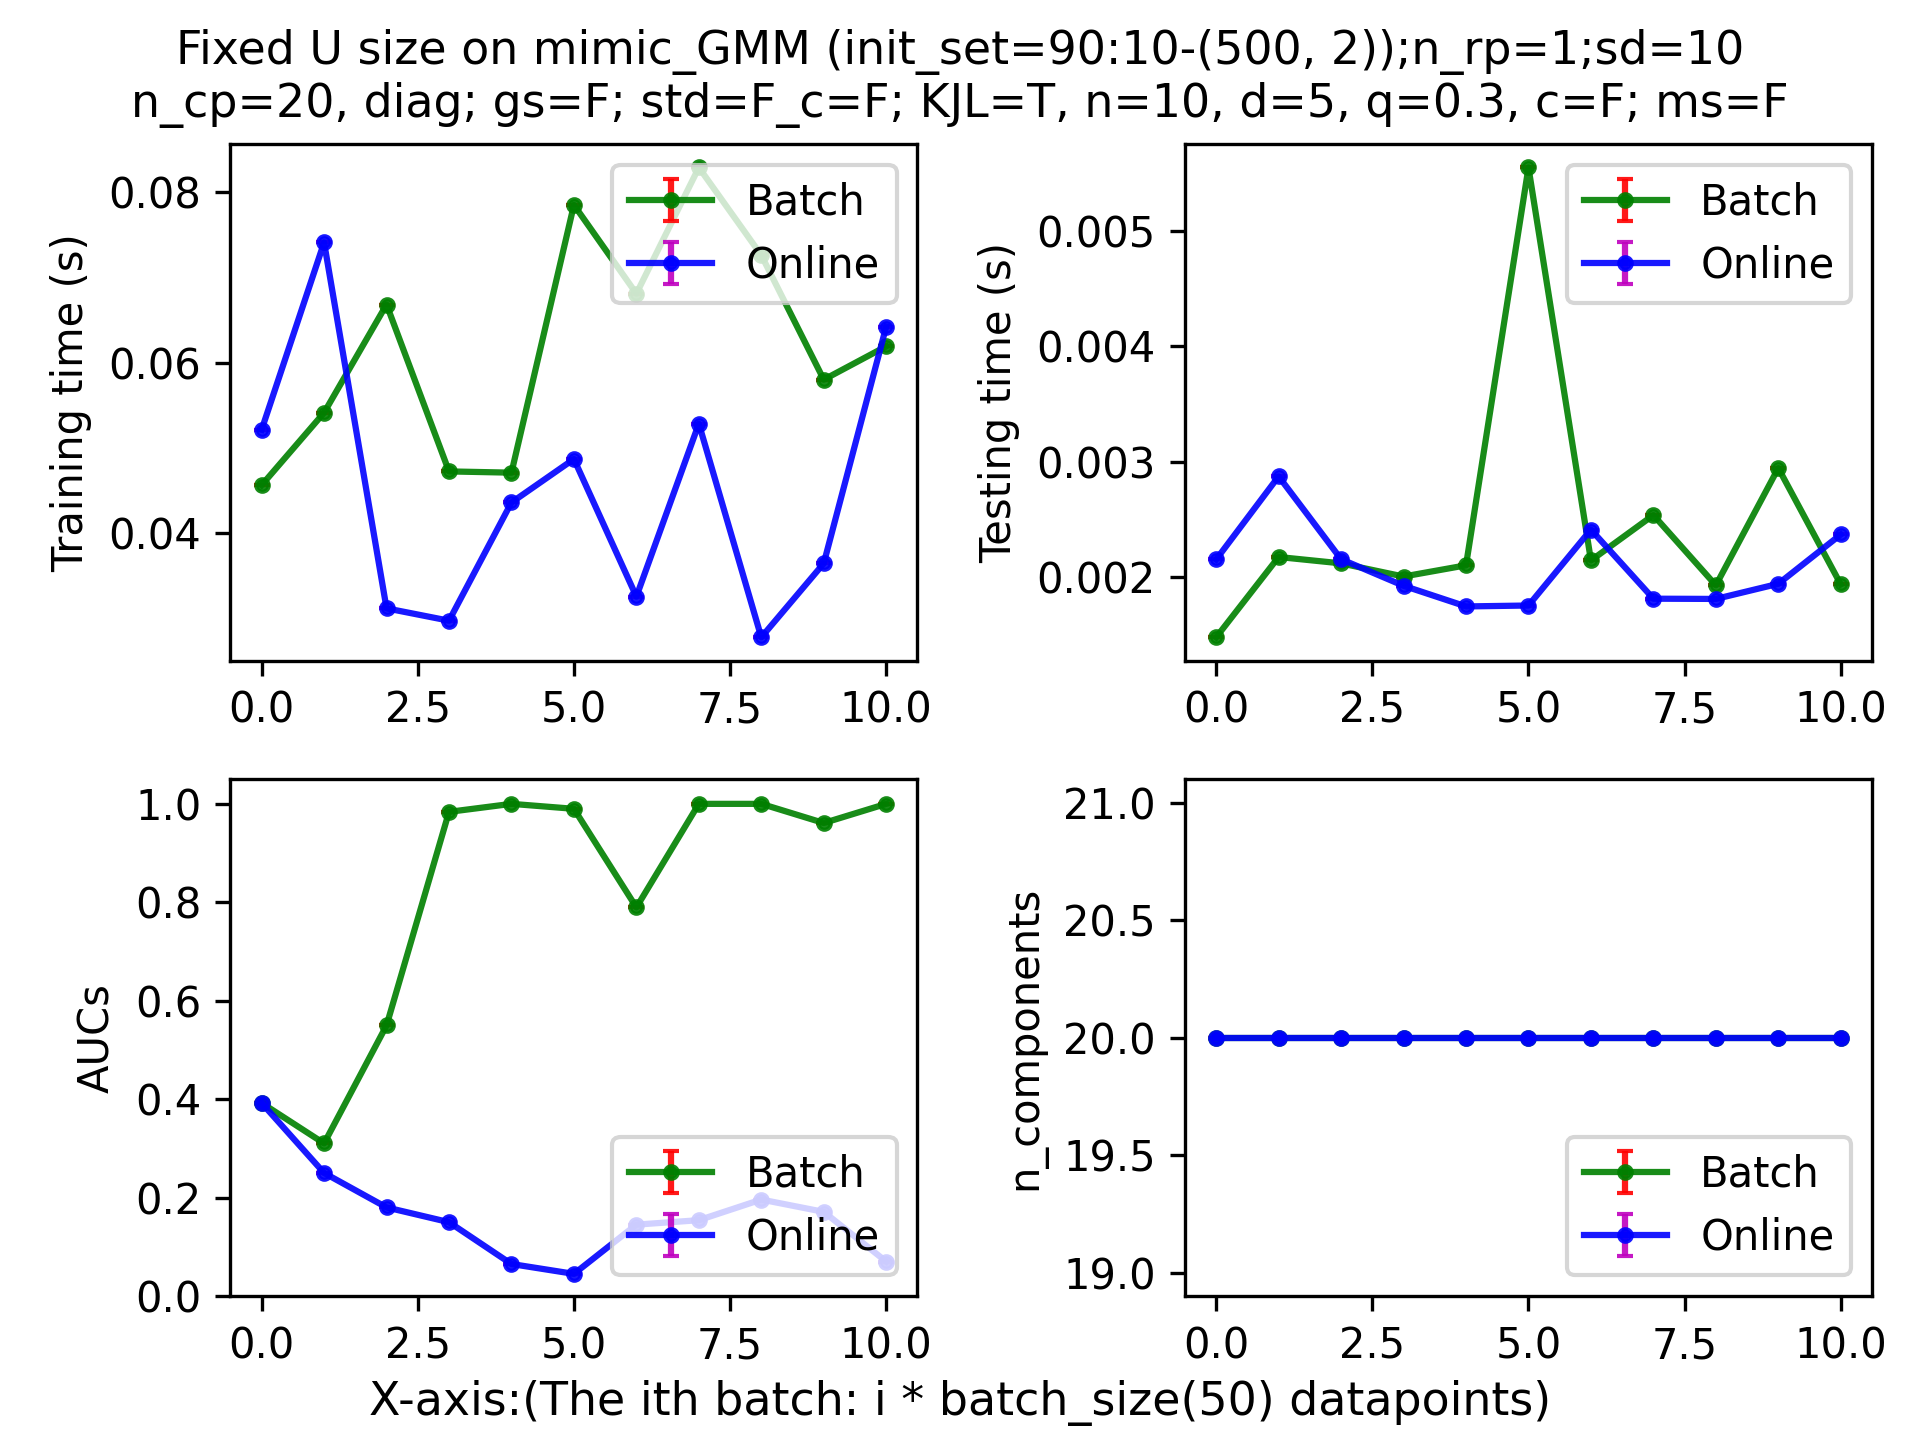 Fixed U size on mimic_GMM (init_set=90:10-(500, 2));n_rp=1;sd=10
n_cp=20, diag; gs=F; std=F_c=F; KJL=T, n=10, d=5, q=0.3, c=F; ms=F
Training time (s)
0.08
0.06
0.04
0.0 2.5 5.0 7.5 10.0
Batch
Online
Testing time (s)
0.005
0.004
0.003
0.002
0.0 2.5 5.0 7.5 10.0
Batch
Online
AUCs
1.0
0.8
0.6
0.4
0.2
0.0
0.0 2.5 5.0 7.5 10.0
Batch
Online
n_components
21.0
20.5
20.0
19.5
19.0
0.0 2.5 5.0 7.5 10.0
Batch
Online
X-axis:(The ith batch: i * batch_size(50) datapoints)